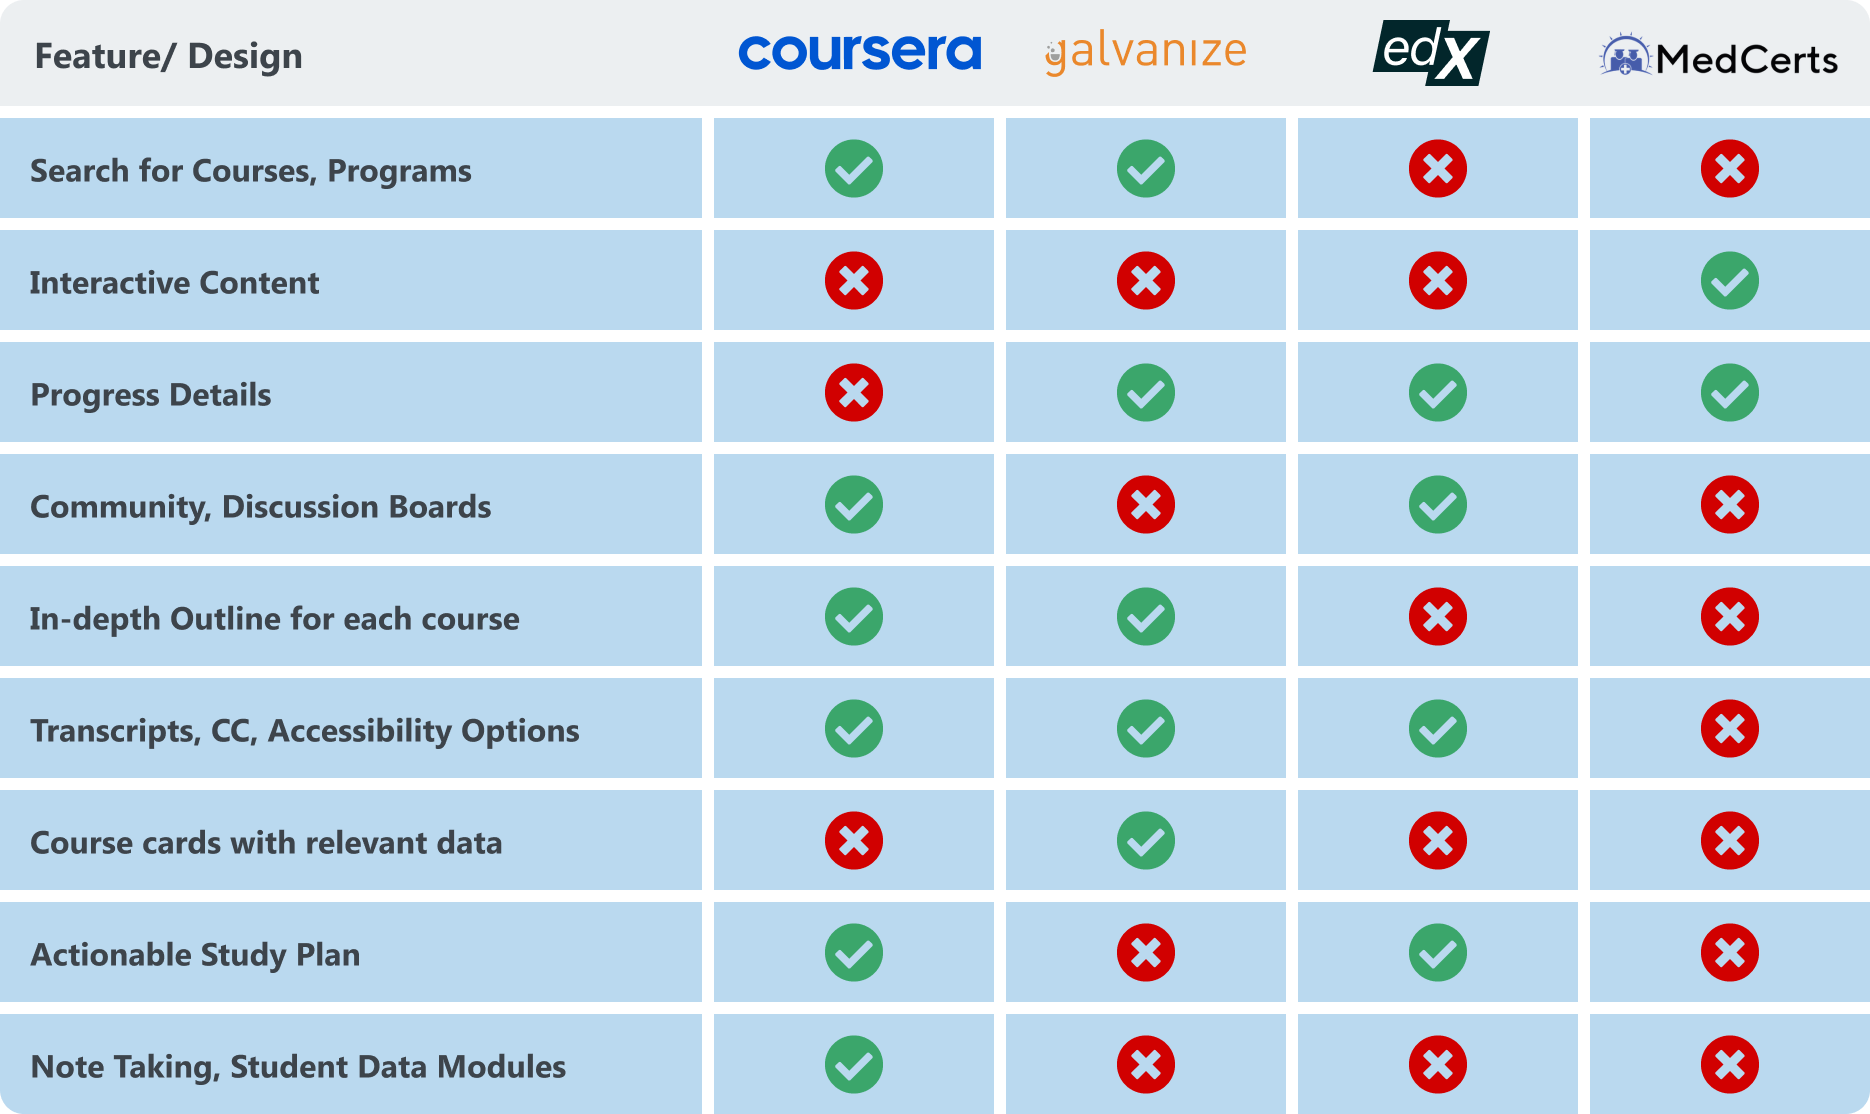 Feature/ Design coursera galvanize edX MedCerts
Search for Courses, Programs
Interactive Content
Progress Details
Community, Discussion Boards
In-depth Outline for each course
Transcripts, CC, Accessibility Options
Course cards with relevant data
Actionable Study Plan
Note Taking, Student Data Modules